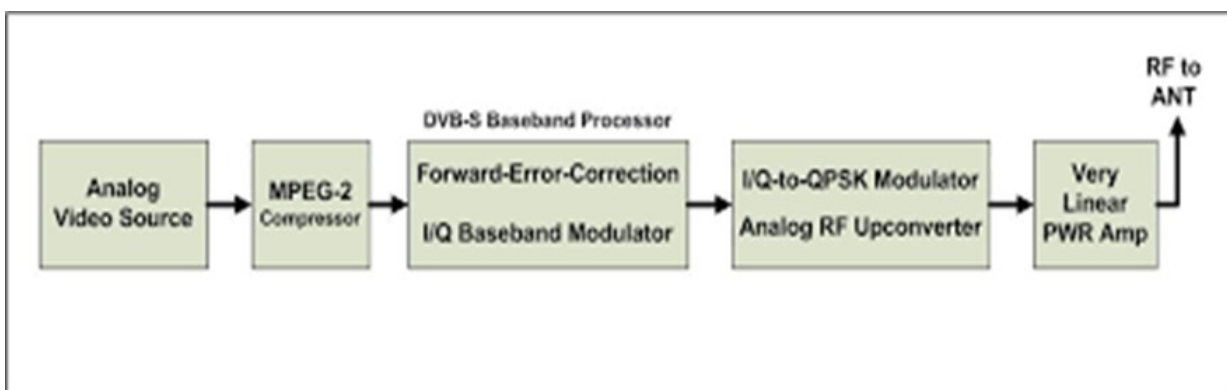 RF to
ANT
DVB-S Baseband Processor
Analog
Video Source
MPEG-2
Compressor
Forward-Error-Correction
I/Q Baseband Modulator
I/Q-to-QPSK Modulator
Analog RF Upconverter
Very
Linear
PWR Amp